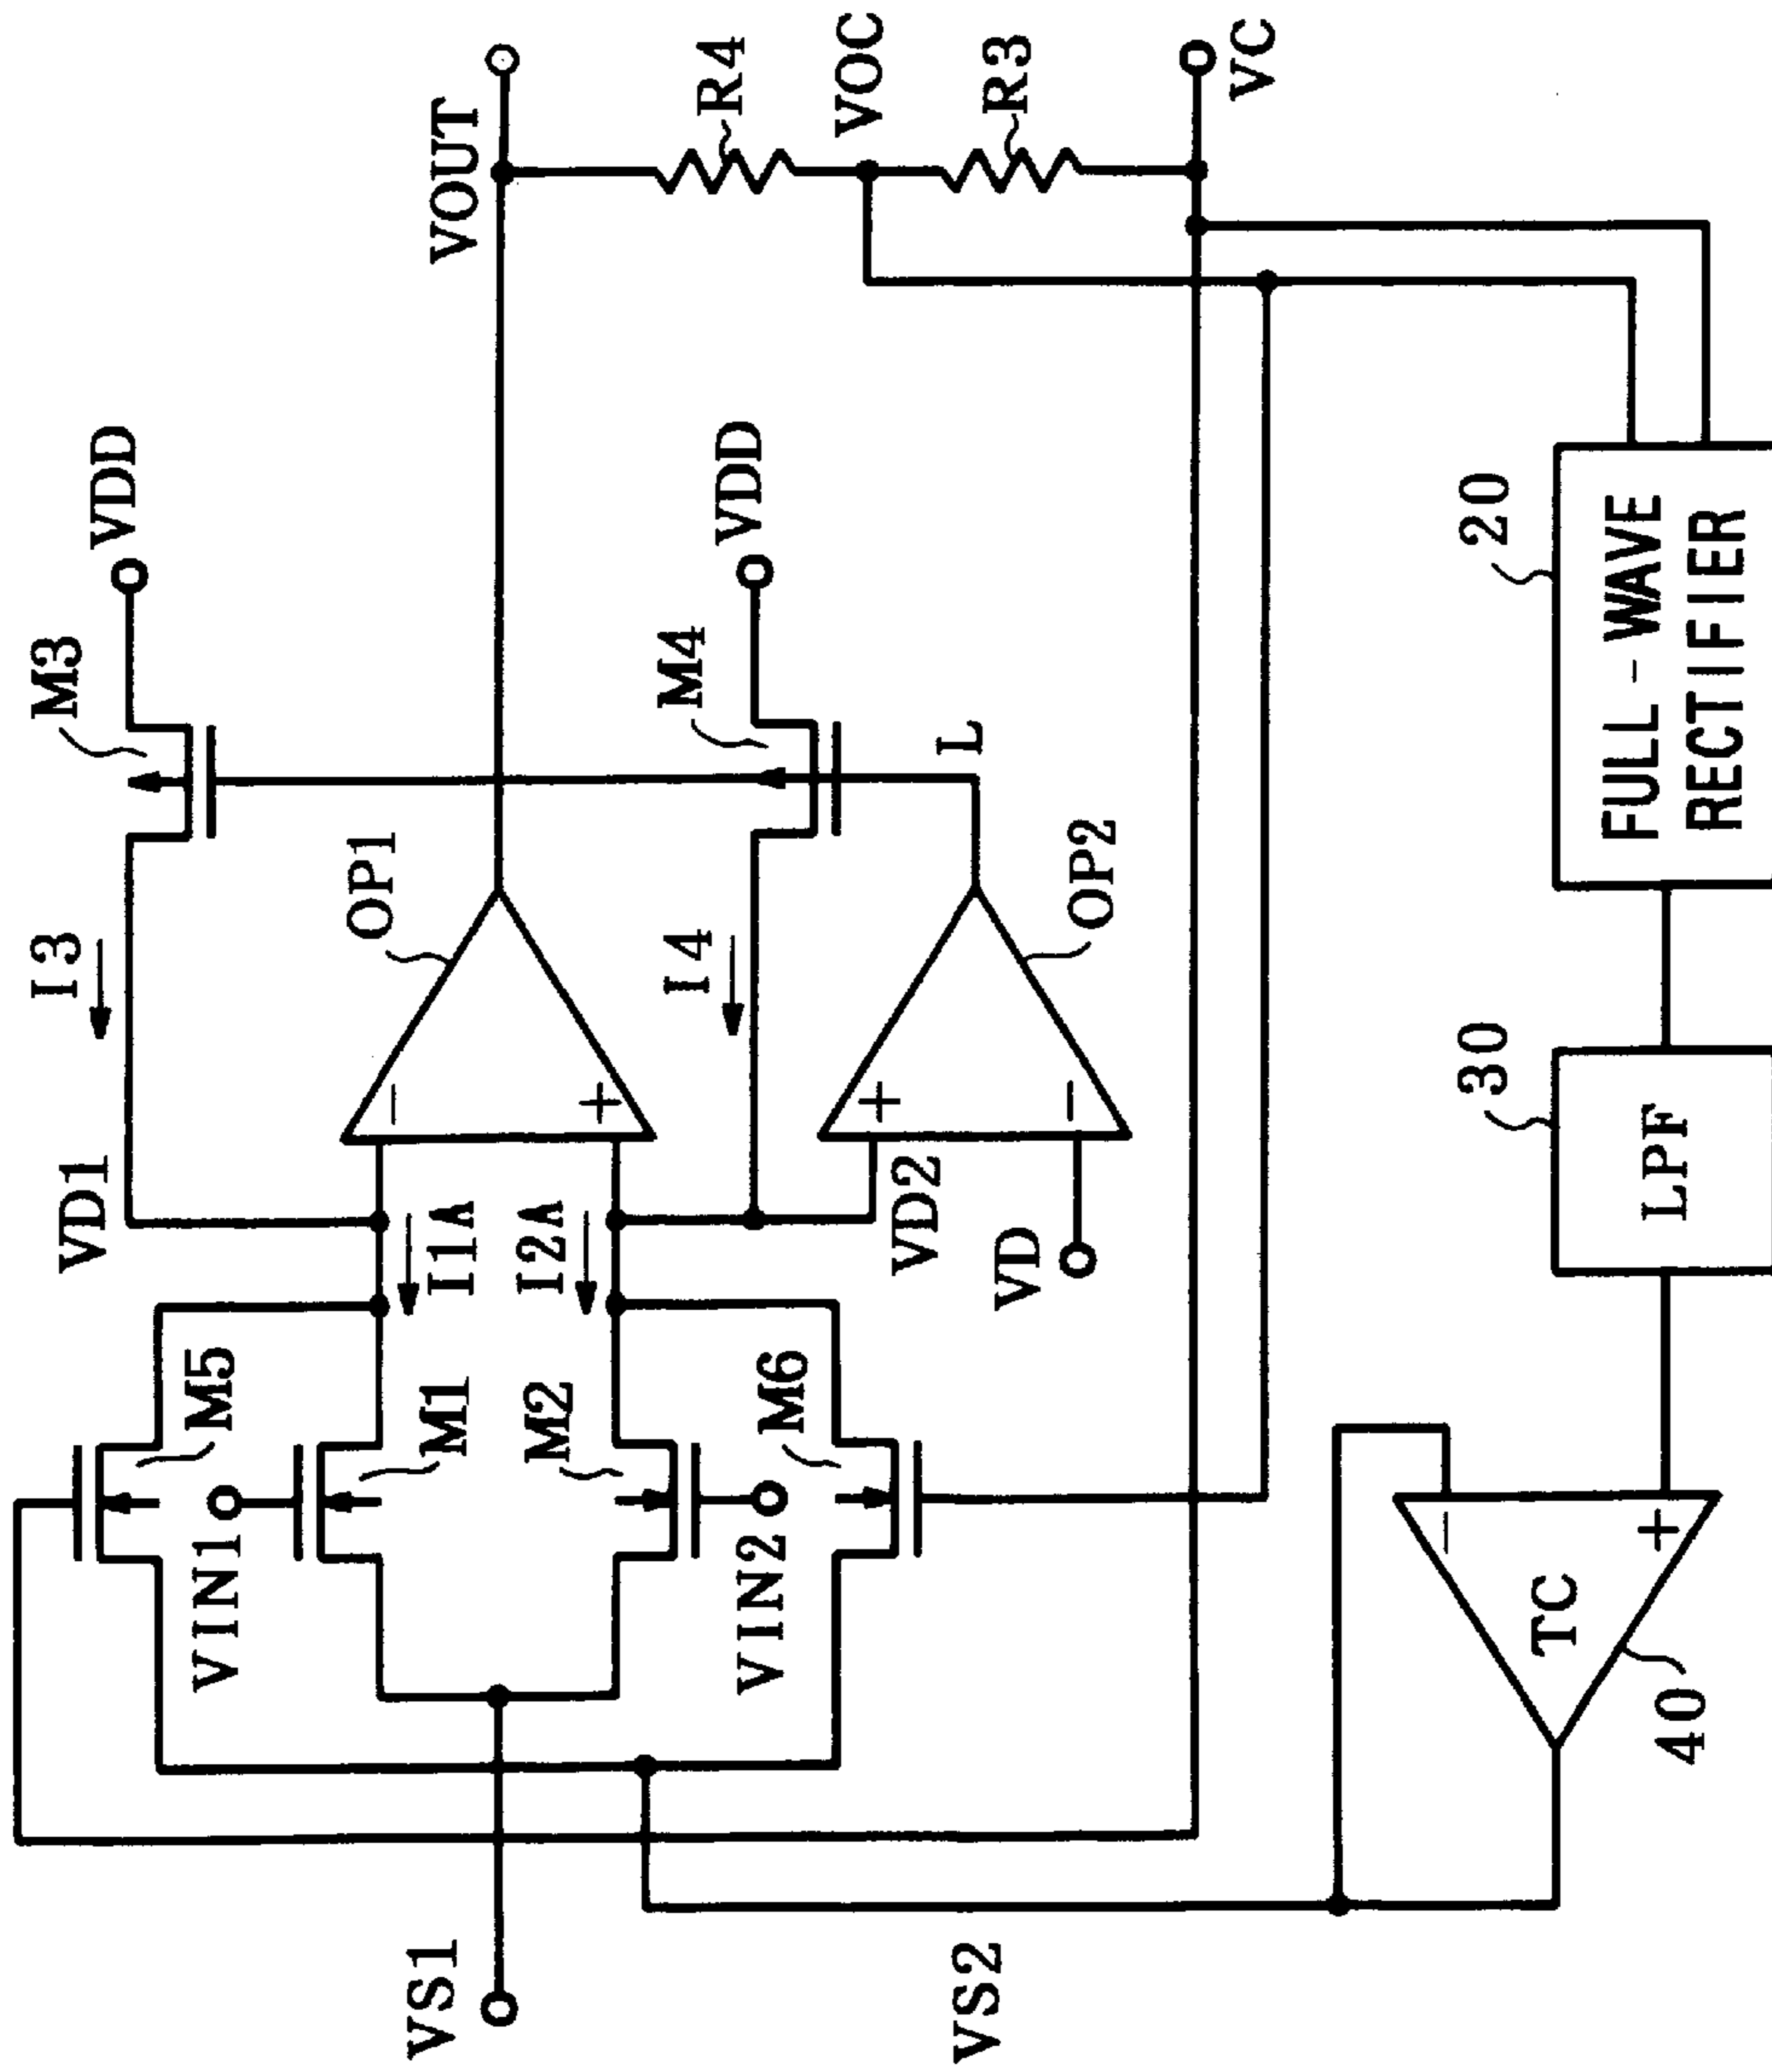 VS1
VS2
VIN1
M5
M1
M2
VIN2
M6
VD1
I1A
I2A
VD2
VD
I3
OP1
−
+
I4
+
−
OP2
M3
VDD
M4
VDD
L
VOUT
R4
VOC
R3
VC
TC
−
+
40
LPF
30
FULL-WAVE
RECTIFIER
20